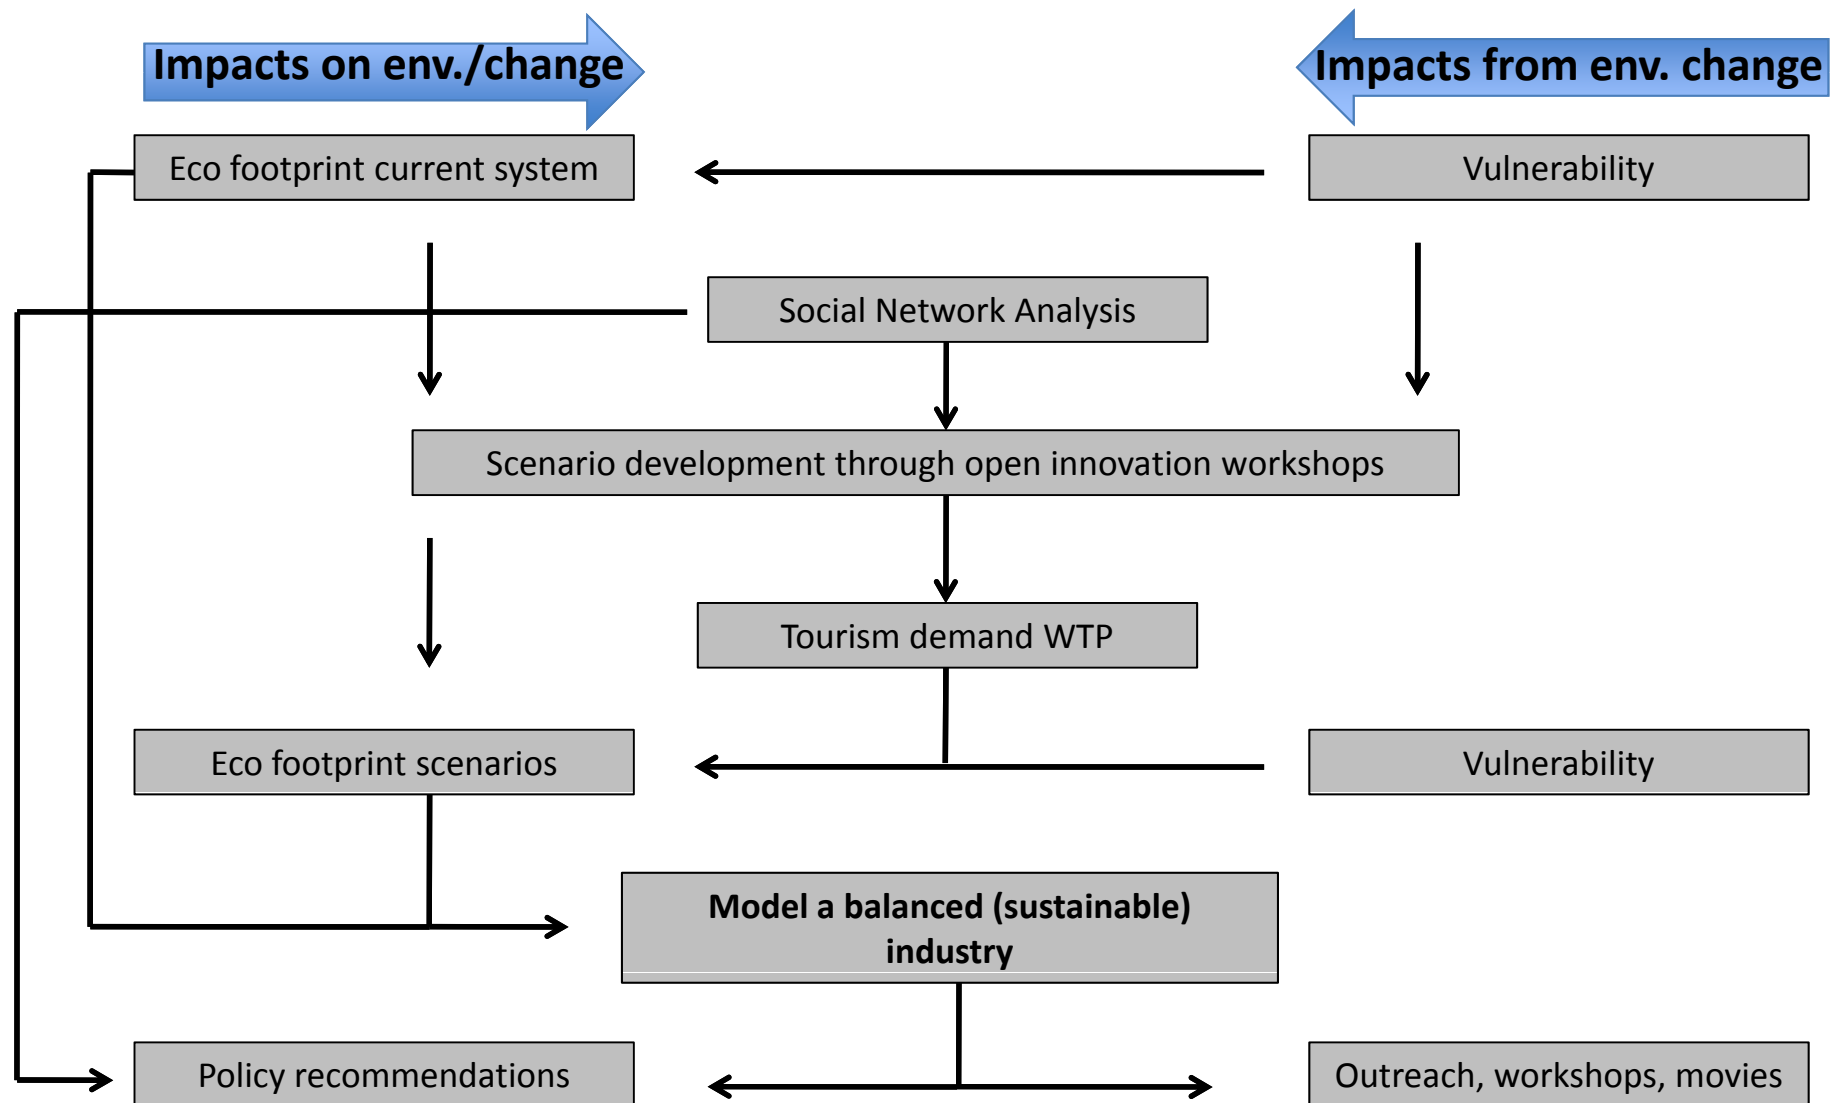 Impacts on env./change
Impacts from env. change
Eco footprint current system
Vulnerability
Social Network Analysis
Scenario development through open innovation workshops
Tourism demand WTP
Eco footprint scenarios
Vulnerability
Model a balanced (sustainable)
industry
Policy recommendations
Outreach, workshops, movies